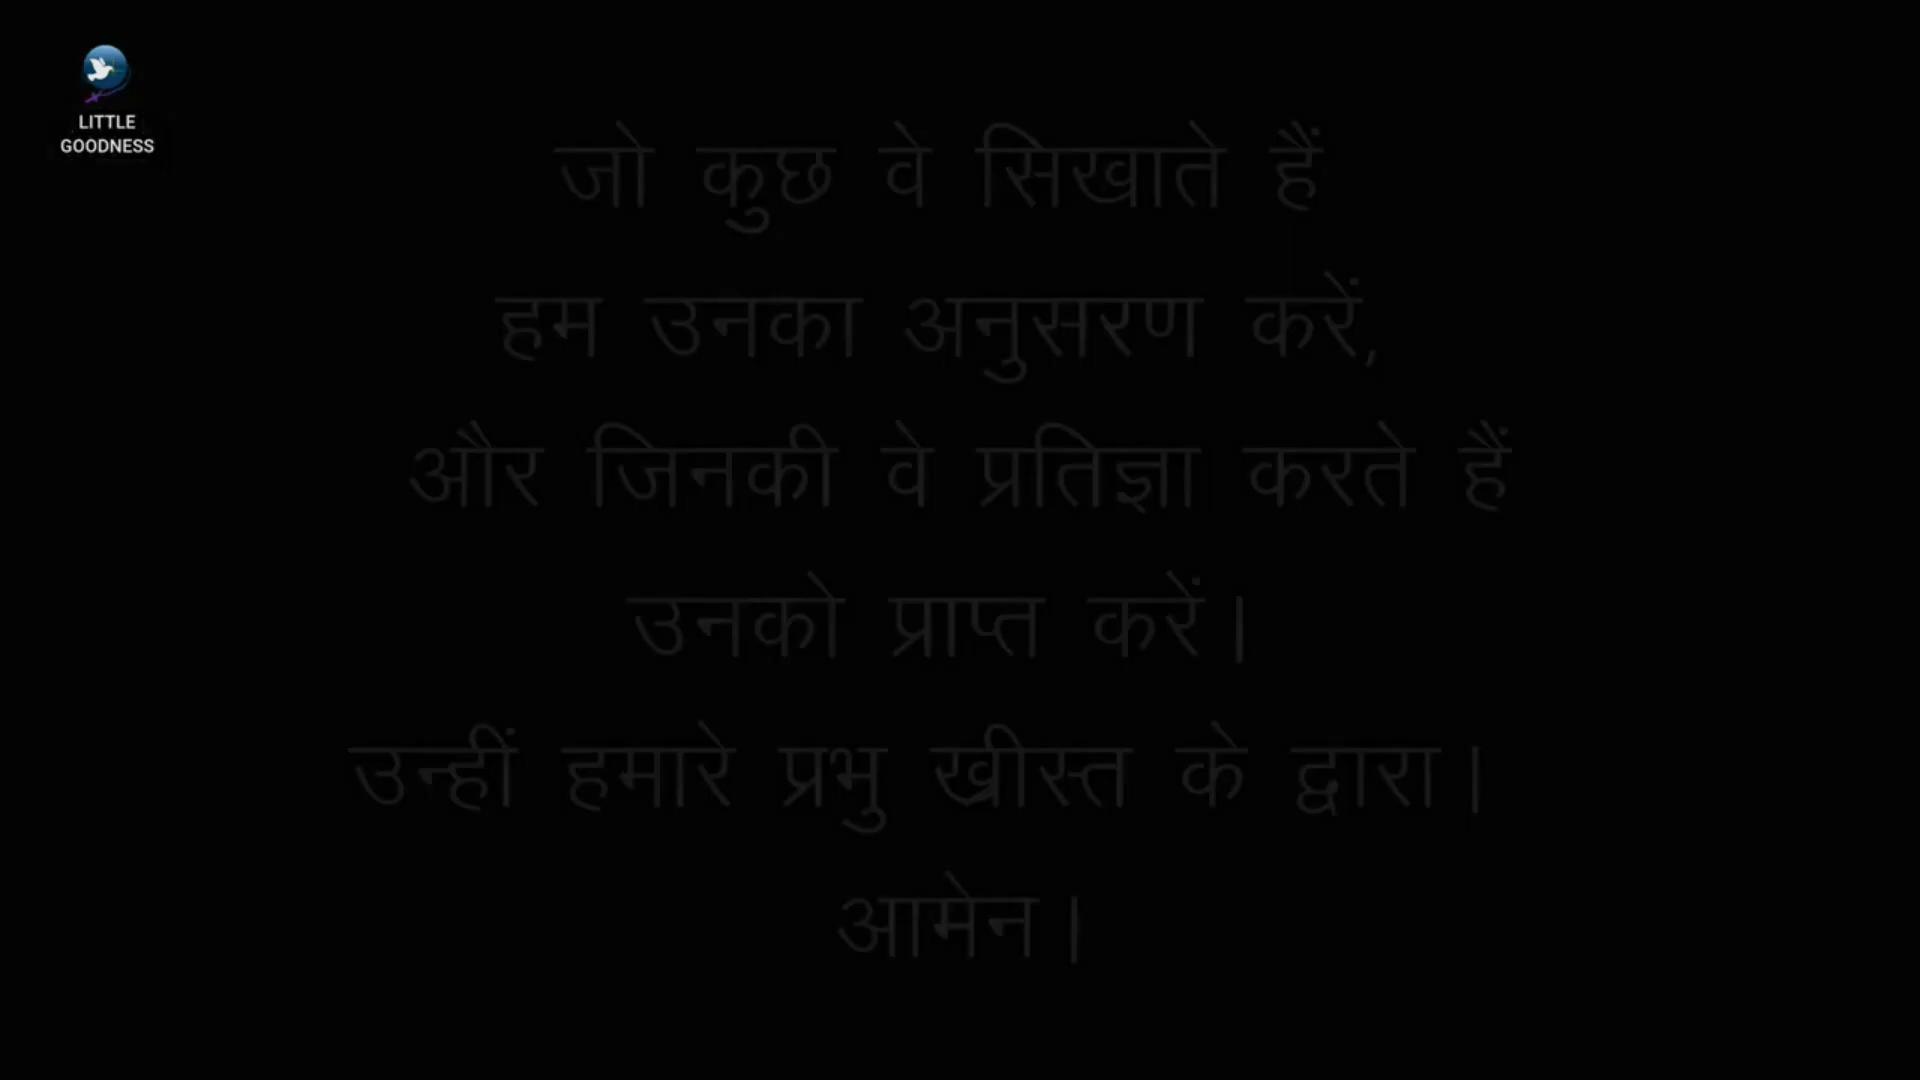 LITTLE
GOODNESS
जो कुछ वे सिखाते हैं
हम उनका अनुसरण करें,
और जिनकी वे प्रतिज्ञा करते हैं
उनको प्राप्त करें।
उन्हीं हमारे प्रभु ख्रीस्त के द्वारा।
आमेन।